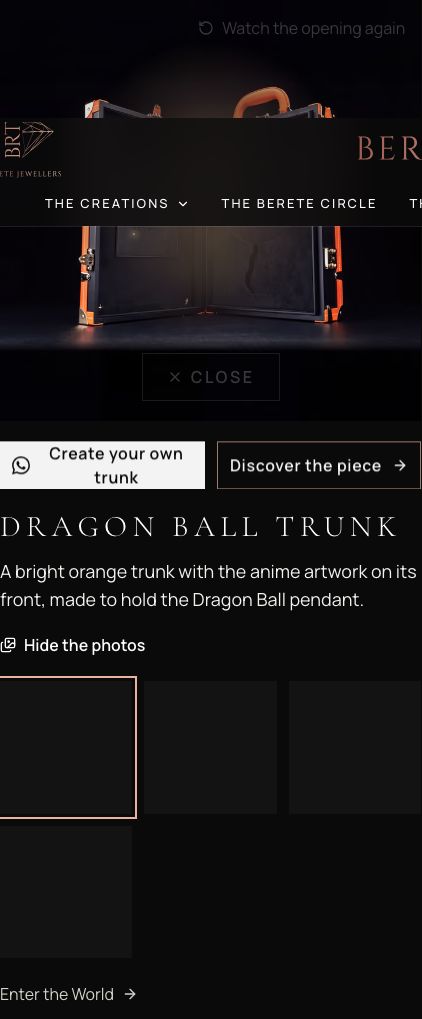 Watch the opening again
BRT
ETE JEWELLERS
BER
THE CREATIONS
THE BERETE CIRCLE
TH
CLOSE
Create your own
trunk
Discover the piece
DRAGON BALL TRUNK
A bright orange trunk with the anime artwork on its
front, made to hold the Dragon Ball pendant.
Hide the photos
Enter the World